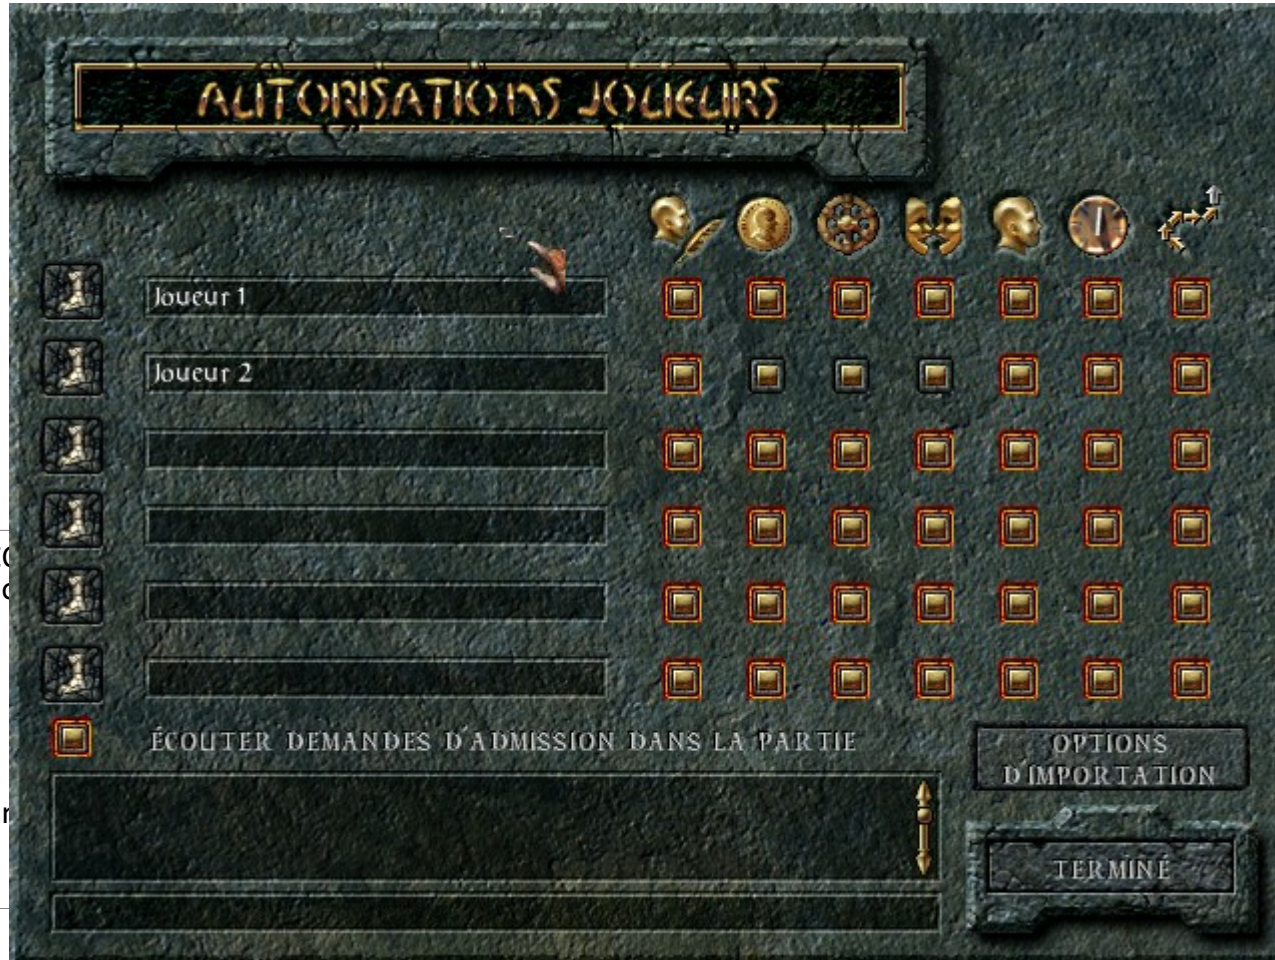 AUTORISATIONS JOUEURS
Joueur 1
Joueur 2
ÉCOUTER DEMANDES D'ADMISSION DANS LA PARTIE
OPTIONS
D'IMPORTATION
TERMINÉ